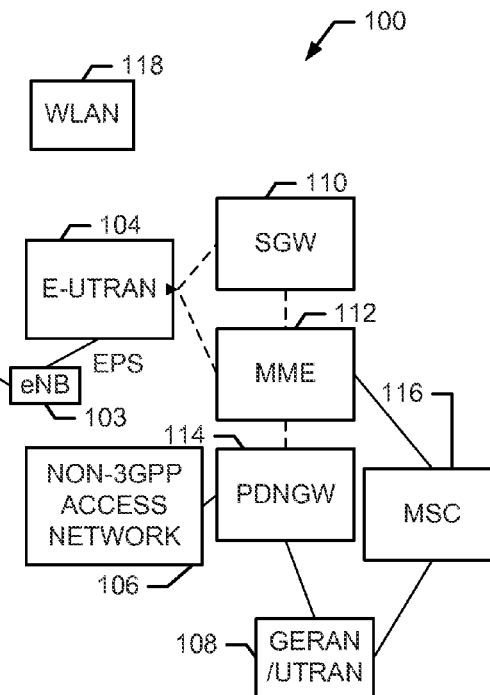 100
118
WLAN
110
SGW
104
E-UTRAN
112
MME
EPS
eNB
103
116
MSC
114
PDNGW
NON-3GPP
ACCESS
NETWORK
106
108
GERAN
/UTRAN